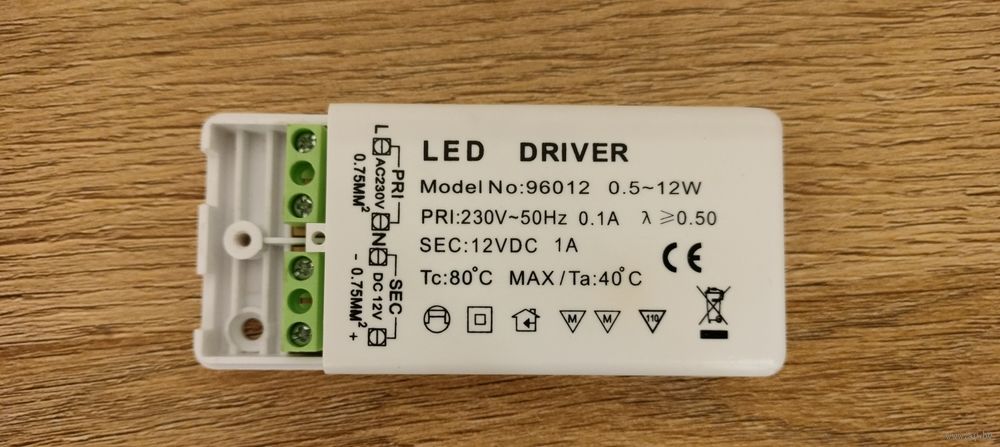 LED DRIVER
Model No:96012 0.5~12W
PRI:230V~50Hz 0.1A λ ≥0.50
SEC:12VDC 1A
Tc:80°C MAX/Ta:40°C
CE
M M 110
L N
AC230V
PRI
0.75MM²
SEC
DC 12V
- 0.75MM² +